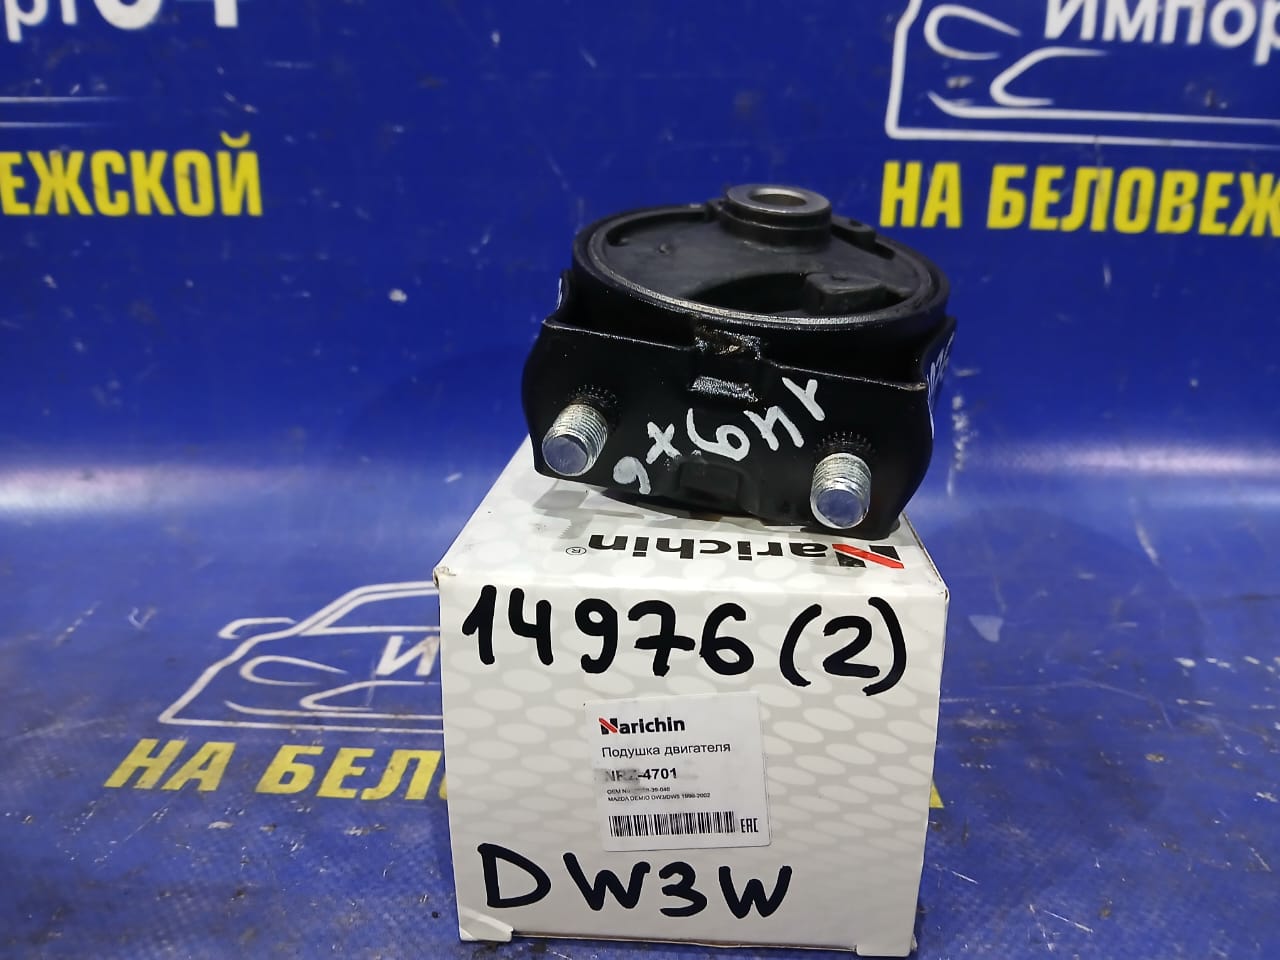 Импор
ЕЖСКОЙ
НА БЕЛОВЕЖ
Narichin®
14976 (2)
Narichin
Подушка двигателя
NRZ-4701
MAZDA DEMIO DW3/DW5 1996-2002
EAC
DW3W
НА БЕЛ